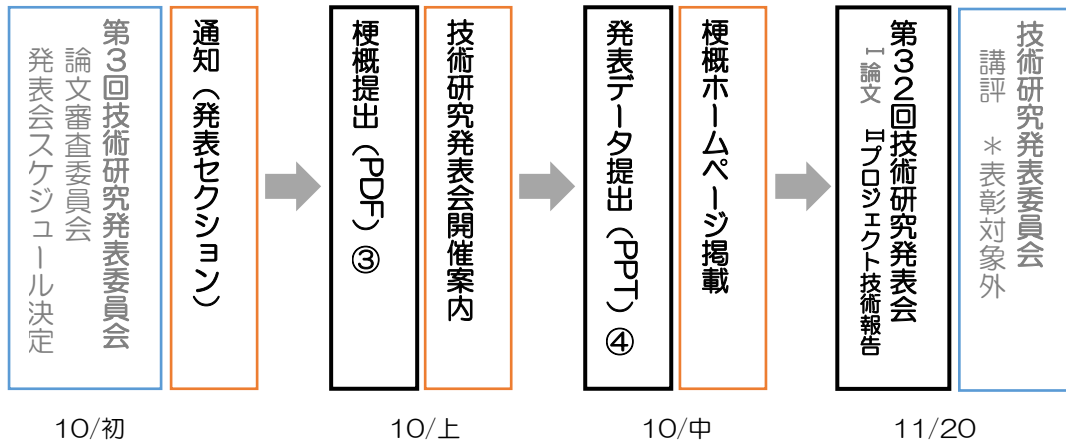 第3回技術研究発表委員会
論文審査委員会
発表会スケジュール決定
通知（発表セクション）
梗概提出（PDF）③
技術研究発表会開催案内
発表データ提出（PPT）④
梗概ホームページ掲載
第32回技術研究発表会
Ⅰ論文　Ⅱプロジェクト技術報告
技術研究発表委員会
講評　＊表彰対象外
10/初
10/上
10/中
11/20